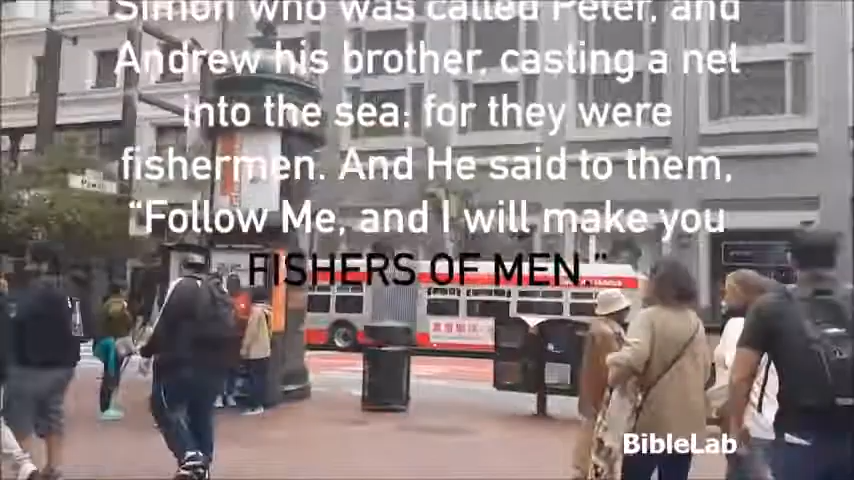 Simon who was called Peter, and
Andrew his brother, casting a net
into the sea; for they were
fishermen. And He said to them,
“Follow Me, and I will make you
FISHERS OF MEN.”
BibleLab